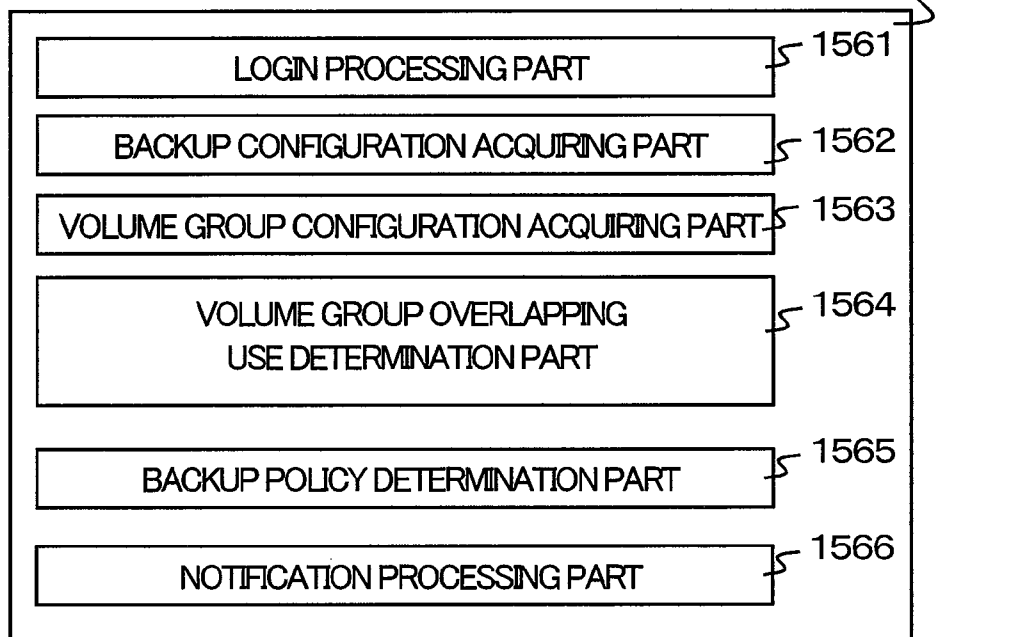 LOGIN PROCESSING PART 1561
BACKUP CONFIGURATION ACQUIRING PART 1562
VOLUME GROUP CONFIGURATION ACQUIRING PART 1563
VOLUME GROUP OVERLAPPING 1564
USE DETERMINATION PART
BACKUP POLICY DETERMINATION PART 1565
NOTIFICATION PROCESSING PART 1566